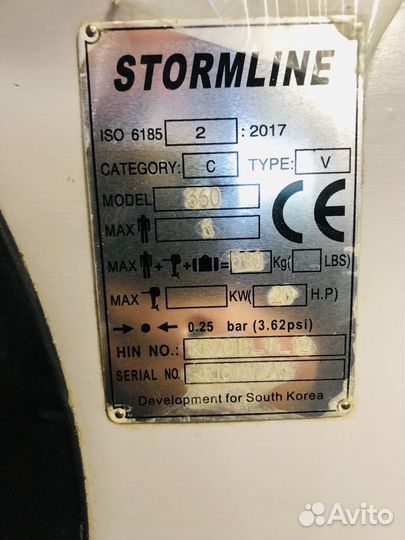 STORMLINE
ISO 6185 2 : 2017
CATEGORY: C TYPE: V
MODEL 360
MAX 6
MAX + + = Kg( LBS)
MAX KW( 20 H.P)
0.25 bar (3.62psi)
HIN NO.:
SERIAL NO.
Development for South Korea
Avito